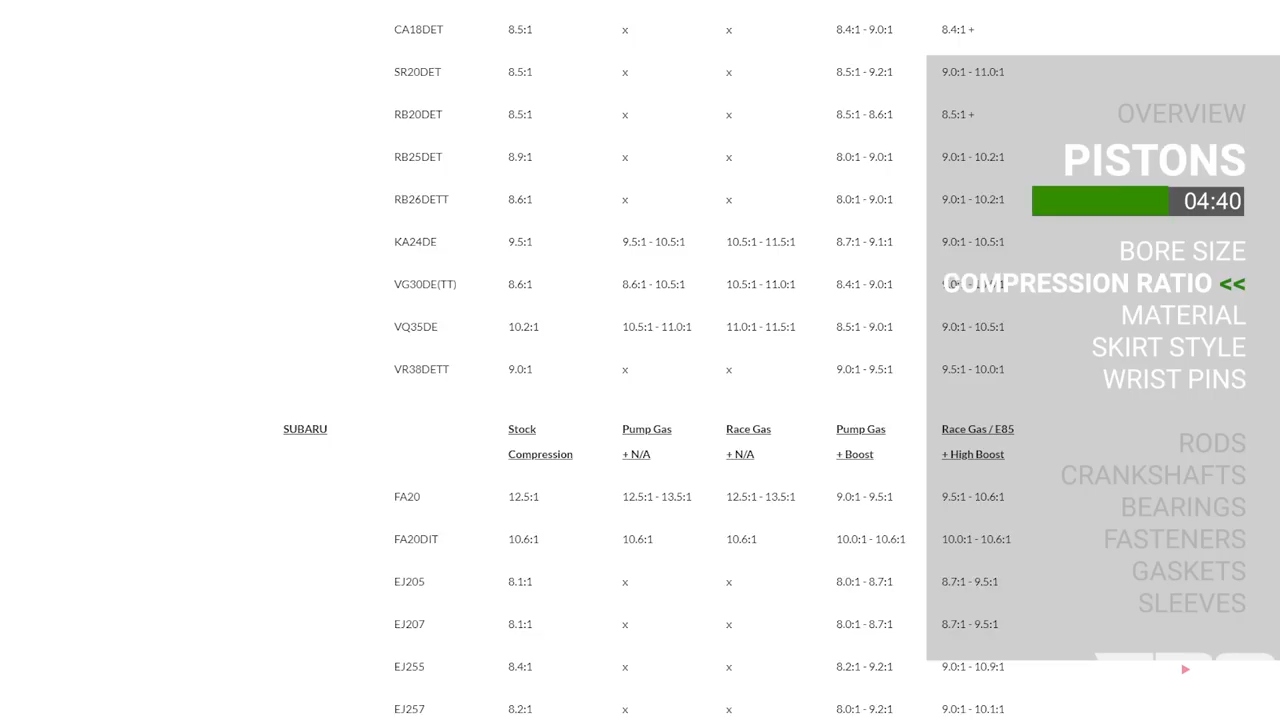 CA18DET 8.5:1 x x 8.4:1 - 9.0:1 8.4:1 +
SR20DET 8.5:1 x x 8.5:1 - 9.2:1 9.0:1 - 11.0:1
RB20DET 8.5:1 x x 8.5:1 - 8.6:1 8.5:1 +
RB25DET 8.9:1 x x 8.0:1 - 9.0:1 9.0:1 - 10.2:1
RB26DETT 8.6:1 x x 8.0:1 - 9.0:1 9.0:1 - 10.2:1
KA24DE 9.5:1 9.5:1 - 10.5:1 10.5:1 - 11.5:1 8.7:1 - 9.1:1 9.0:1 - 10.5:1
VG30DE(TT) 8.6:1 8.6:1 - 10.5:1 10.5:1 - 11.0:1 8.4:1 - 9.0:1
VQ35DE 10.2:1 10.5:1 - 11.0:1 11.0:1 - 11.5:1 8.5:1 - 9.0:1 9.0:1 - 10.5:1
VR38DETT 9.0:1 x x 9.0:1 - 9.5:1 9.5:1 - 10.0:1
SUBARU Stock Pump Gas Race Gas Pump Gas Race Gas / E85
Compression + N/A + N/A + Boost + High Boost
FA20 12.5:1 12.5:1 - 13.5:1 12.5:1 - 13.5:1 9.0:1 - 9.5:1 9.5:1 - 10.6:1
FA20DIT 10.6:1 10.6:1 10.6:1 10.0:1 - 10.6:1 10.0:1 - 10.6:1
EJ205 8.1:1 x x 8.0:1 - 8.7:1 8.7:1 - 9.5:1
EJ207 8.1:1 x x 8.0:1 - 8.7:1 8.7:1 - 9.5:1
EJ255 8.4:1 x x 8.2:1 - 9.2:1 9.0:1 - 10.9:1
EJ257 8.2:1 x x 8.0:1 - 9.2:1 9.0:1 - 10.1:1
OVERVIEW
PISTONS
04:40
BORE SIZE
COMPRESSION RATIO <<
MATERIAL
SKIRT STYLE
WRIST PINS
RODS
CRANKSHAFTS
BEARINGS
FASTENERS
GASKETS
SLEEVES